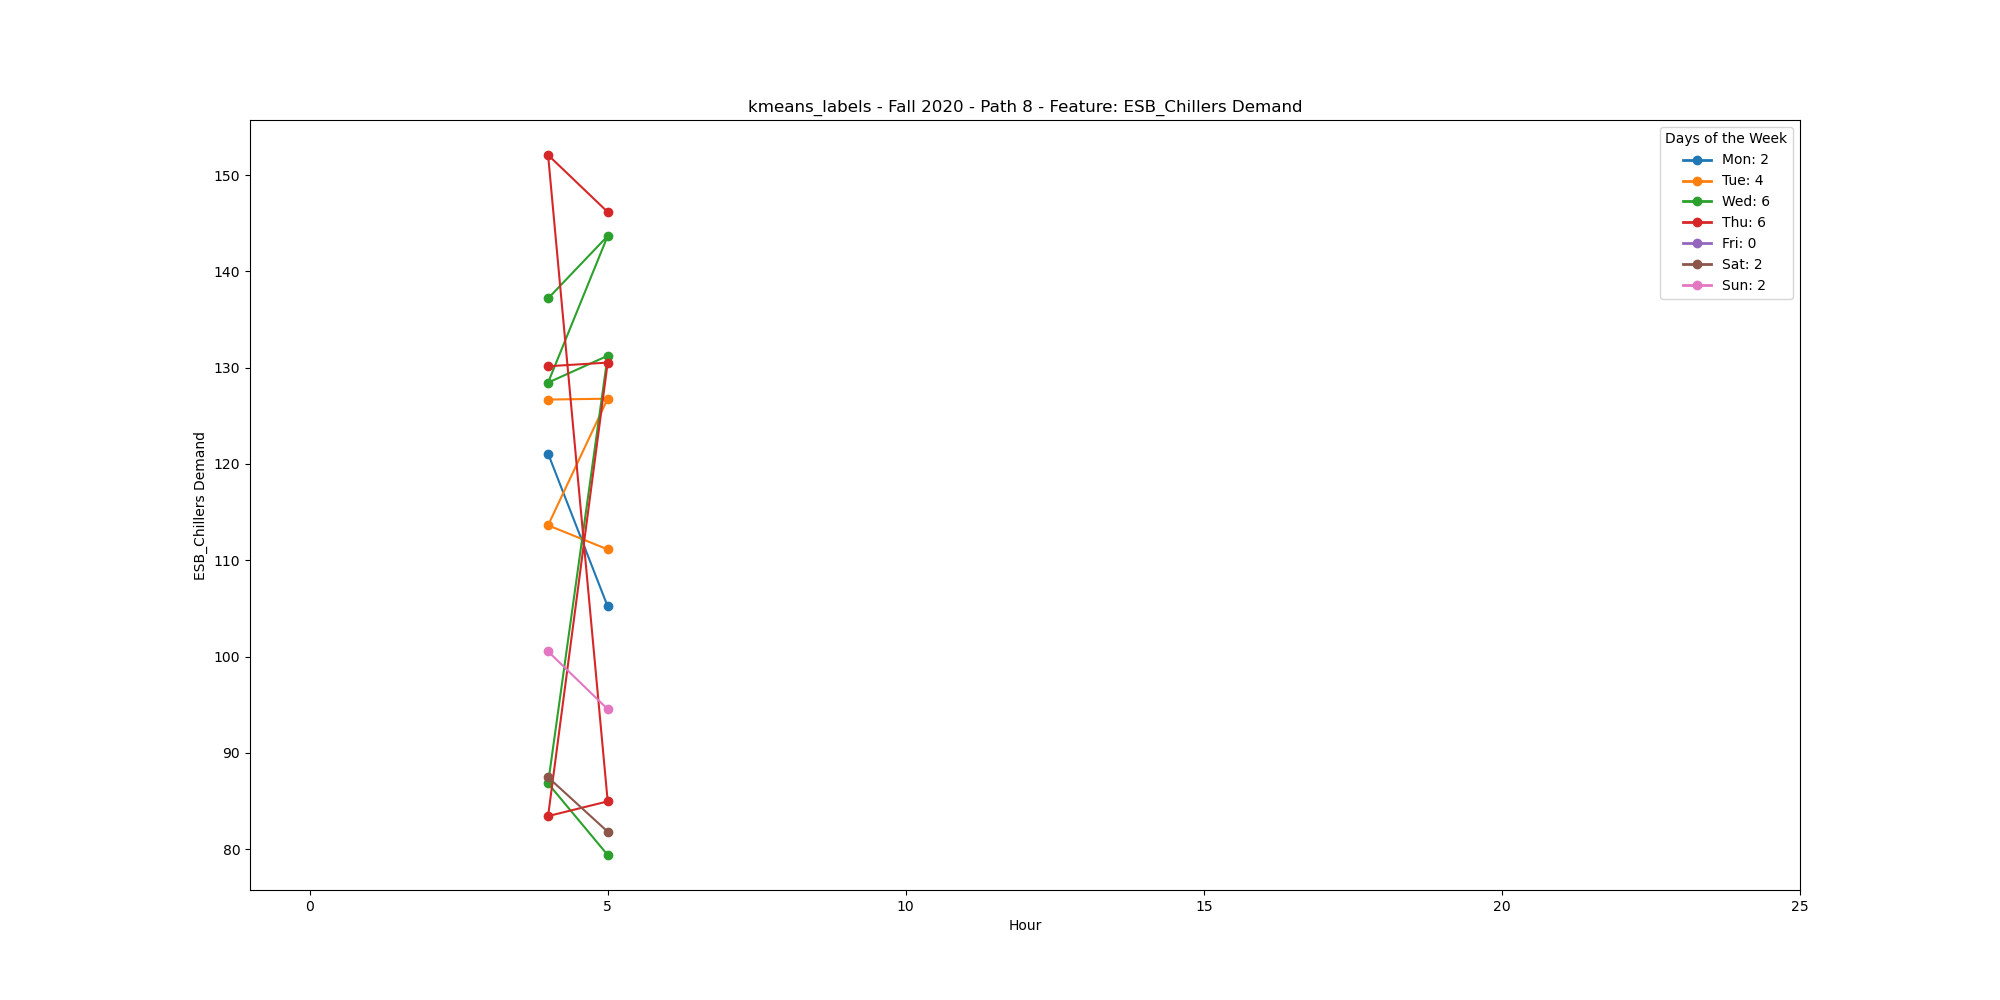 kmeans_labels - Fall 2020 - Path 8 - Feature: ESB_Chillers Demand
Days of the Week
Mon: 2
Tue: 4
Wed: 6
Thu: 6
Fri: 0
Sat: 2
Sun: 2
ESB_Chillers Demand
150
140
130
120
110
100
90
80
0 5 10 15 20 25
Hour